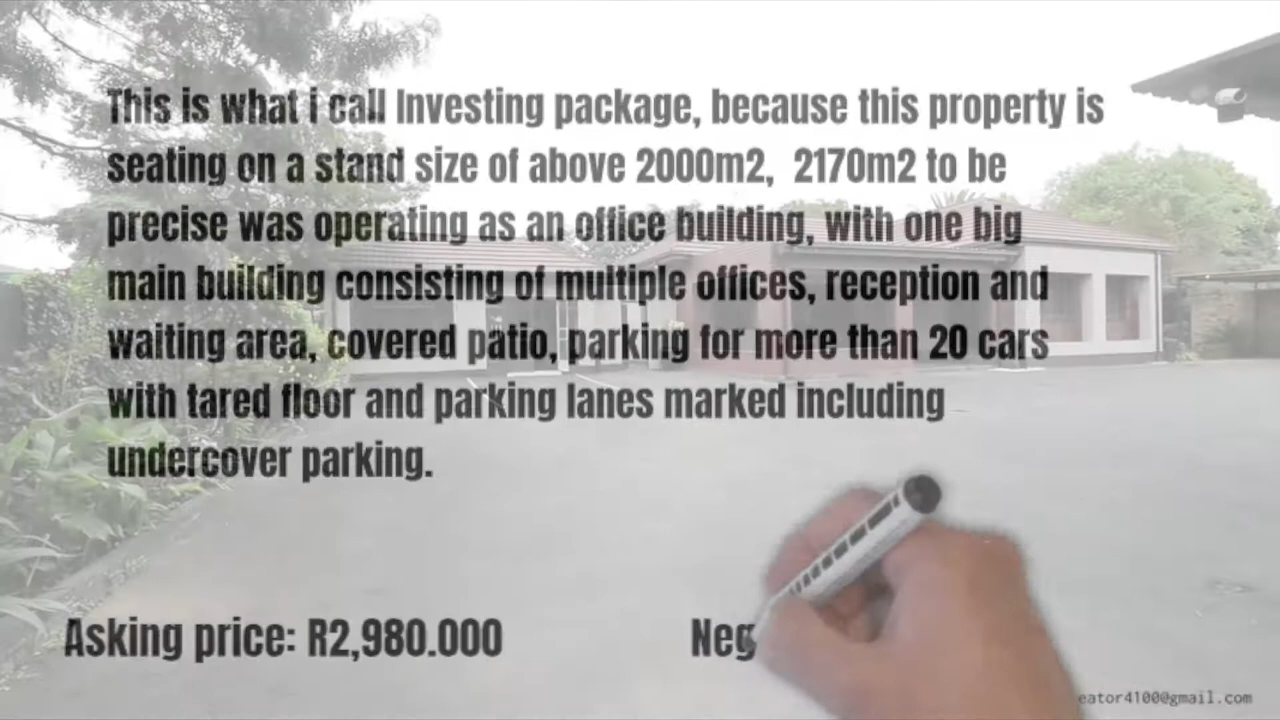 This is what i call Investing package, because this property is
seating on a stand size of above 2000m2, 2170m2 to be
precise was operating as an office building, with one big
main building consisting of multiple offices, reception and
waiting area, covered patio, parking for more than 20 cars
with tared floor and parking lanes marked including
undercover parking.
Asking price: R2,980.000 Neg
eator4100@gmail.com